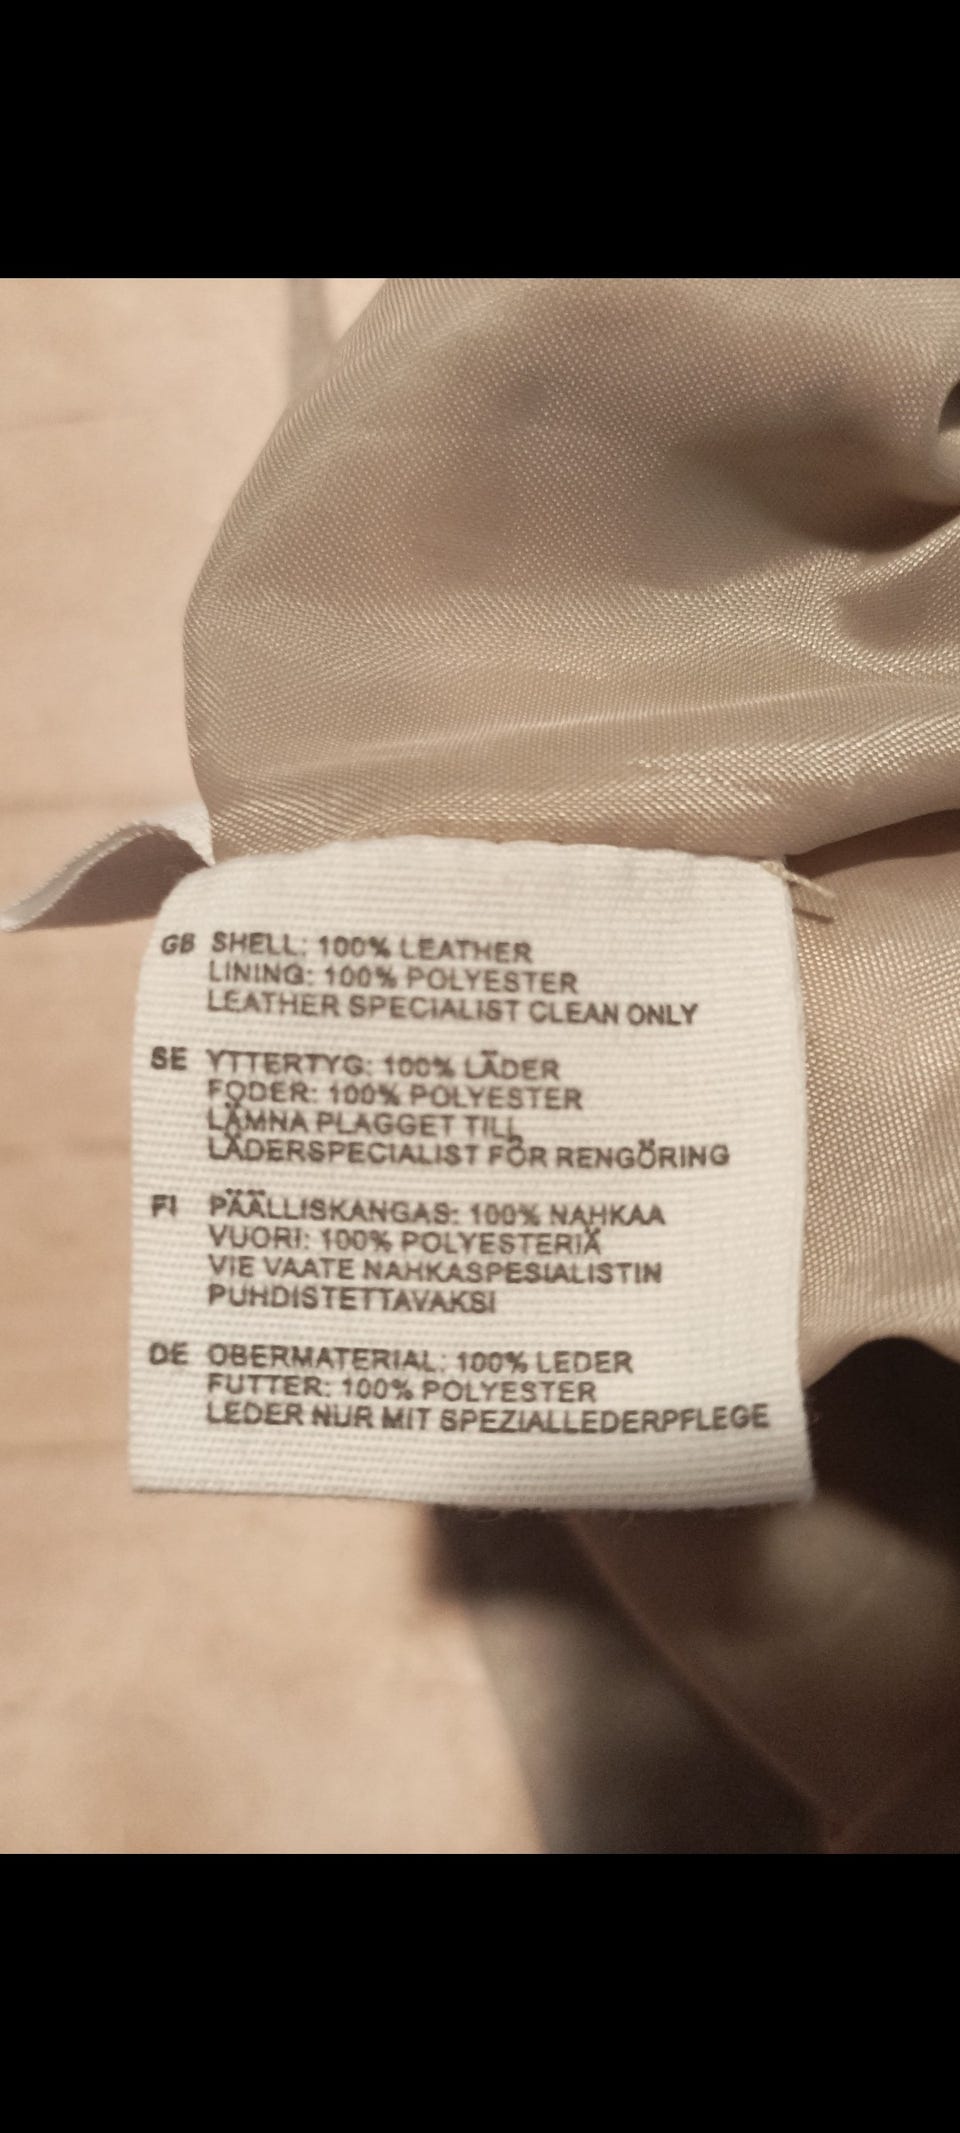 GB SHELL: 100% LEATHER
LINING: 100% POLYESTER
LEATHER SPECIALIST CLEAN ONLY
SE YTTERTYG: 100% LÄDER
FODER: 100% POLYESTER
LÄMNA PLAGGET TILL
LÄDERSPECIALIST FÖR RENGÖRING
FI PÄÄLLISKANGAS: 100% NAHKAA
VUORI: 100% POLYESTERIÄ
VIE VAATE NAHKASPESIALISTIN
PUHDISTETTAVAKSI
DE OBERMATERIAL: 100% LEDER
FUTTER: 100% POLYESTER
LEDER NUR MIT SPEZIALLEDERPFLEGE